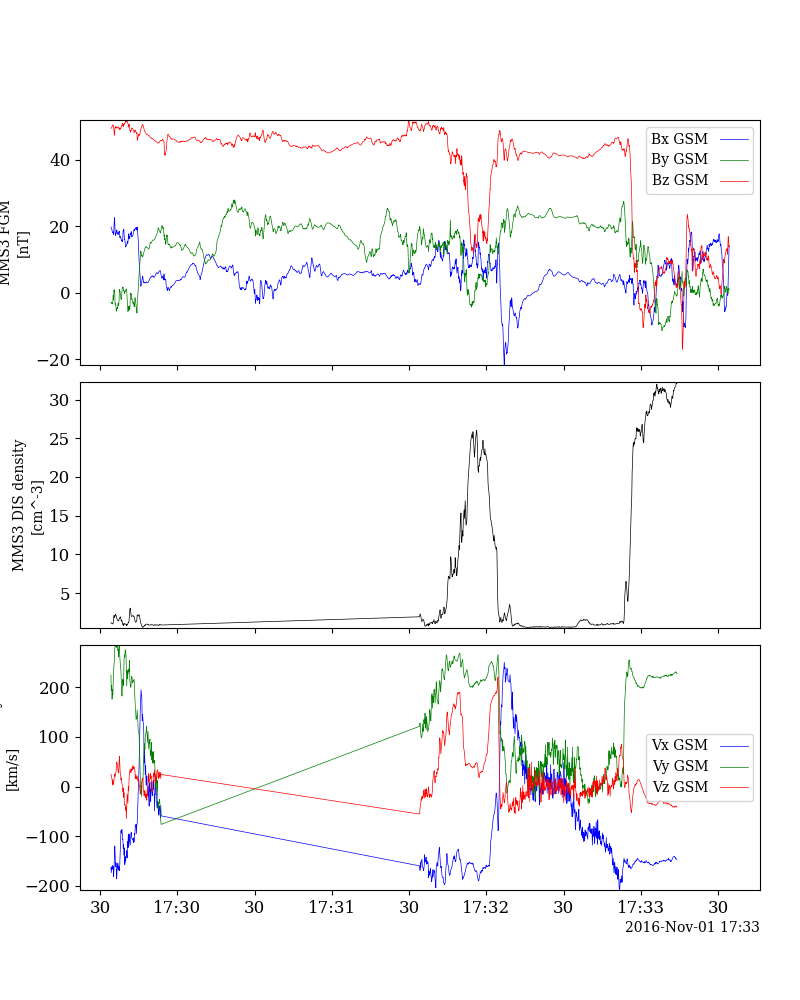 MMS3 FGM
[nT]
40
20
0
−20
Bx GSM
By GSM
Bz GSM
MMS3 DIS density
[cm^-3]
30
25
20
15
10
5
[km/s]
200
100
0
−100
−200
Vx GSM
Vy GSM
Vz GSM
30 17:30 30 17:31 30 17:32 30 17:33 30
2016-Nov-01 17:33